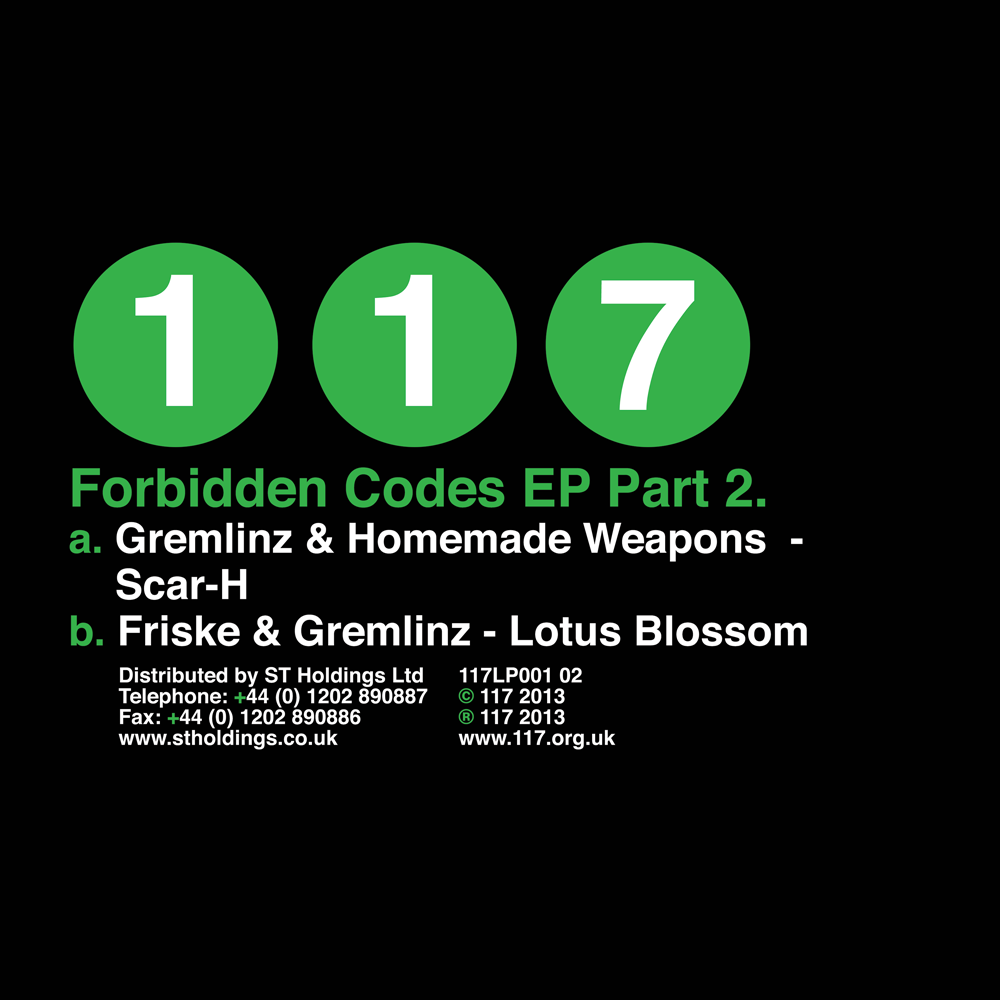 1 1 7
Forbidden Codes EP Part 2.
a. Gremlinz & Homemade Weapons -
Scar-H
b. Friske & Gremlinz - Lotus Blossom
Distributed by ST Holdings Ltd
Telephone: +44 (0) 1202 890887
Fax: +44 (0) 1202 890886
www.stholdings.co.uk
117LP001 02
© 117 2013
® 117 2013
www.117.org.uk